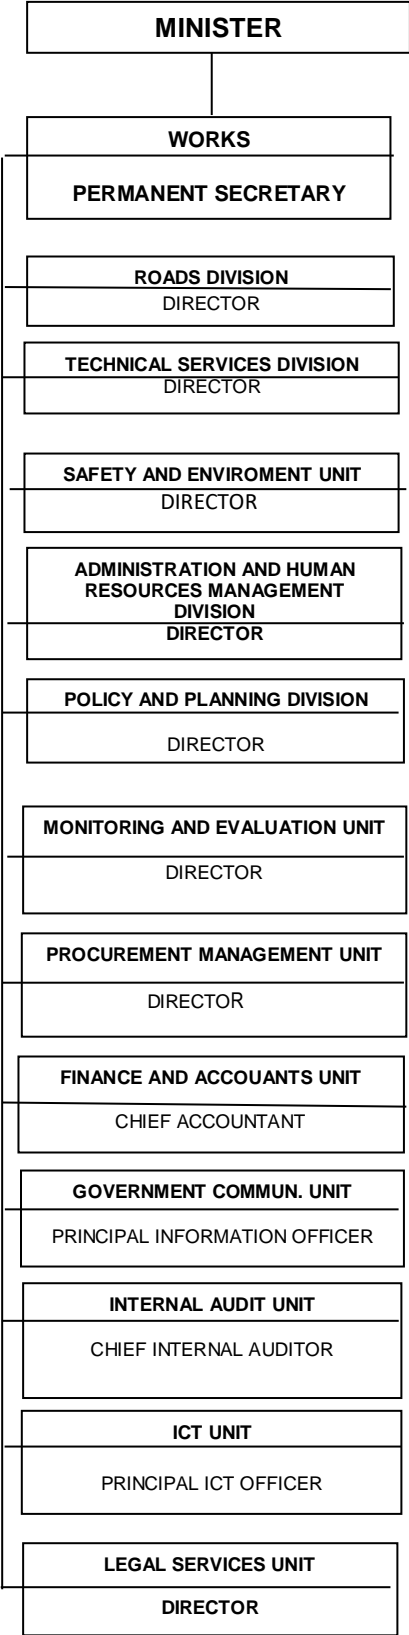 MINISTER
WORKS
PERMANENT SECRETARY
ROADS DIVISION
DIRECTOR
TECHNICAL SERVICES DIVISION
DIRECTOR
SAFETY AND ENVIROMENT UNIT
DIRECTOR
ADMINISTRATION AND HUMAN
RESOURCES MANAGEMENT
DIVISION
DIRECTOR
POLICY AND PLANNING DIVISION
DIRECTOR
MONITORING AND EVALUATION UNIT
DIRECTOR
PROCUREMENT MANAGEMENT UNIT
DIRECTOR
FINANCE AND ACCOUANTS UNIT
CHIEF ACCOUNTANT
GOVERNMENT COMMUN. UNIT
PRINCIPAL INFORMATION OFFICER
INTERNAL AUDIT UNIT
CHIEF INTERNAL AUDITOR
ICT UNIT
PRINCIPAL ICT OFFICER
LEGAL SERVICES UNIT
DIRECTOR